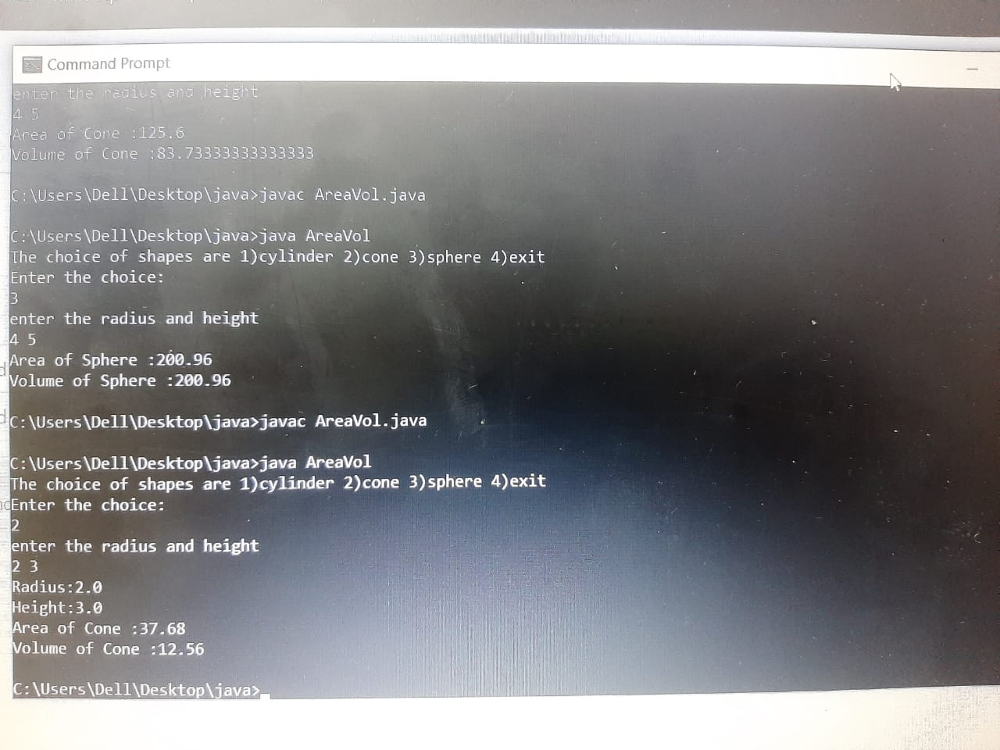 Command Prompt
enter the radius and height
4 5
Area of Cone :125.6
Volume of Cone :83.73333333333333
C:\Users\Dell\Desktop\java>javac AreaVol.java
C:\Users\Dell\Desktop\java>java AreaVol
The choice of shapes are 1)cylinder 2)cone 3)sphere 4)exit
Enter the choice:
3
enter the radius and height
4 5
Area of Sphere :200.96
Volume of Sphere :200.96
C:\Users\Dell\Desktop\java>javac AreaVol.java
C:\Users\Dell\Desktop\java>java AreaVol
The choice of shapes are 1)cylinder 2)cone 3)sphere 4)exit
Enter the choice:
2
enter the radius and height
2 3
Radius:2.0
Height:3.0
Area of Cone :37.68
Volume of Cone :12.56
C:\Users\Dell\Desktop\java>